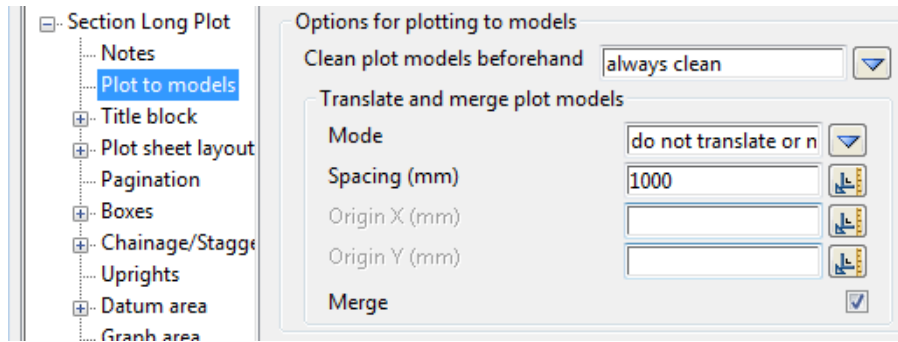 Section Long Plot
Notes
Plot to models
Title block
Plot sheet layout
Pagination
Boxes
Chainage/Stagge
Uprights
Datum area
Graph area
Options for plotting to models
Clean plot models beforehand always clean
Translate and merge plot models
Mode do not translate or n
Spacing (mm) 1000
Origin X (mm)
Origin Y (mm)
Merge